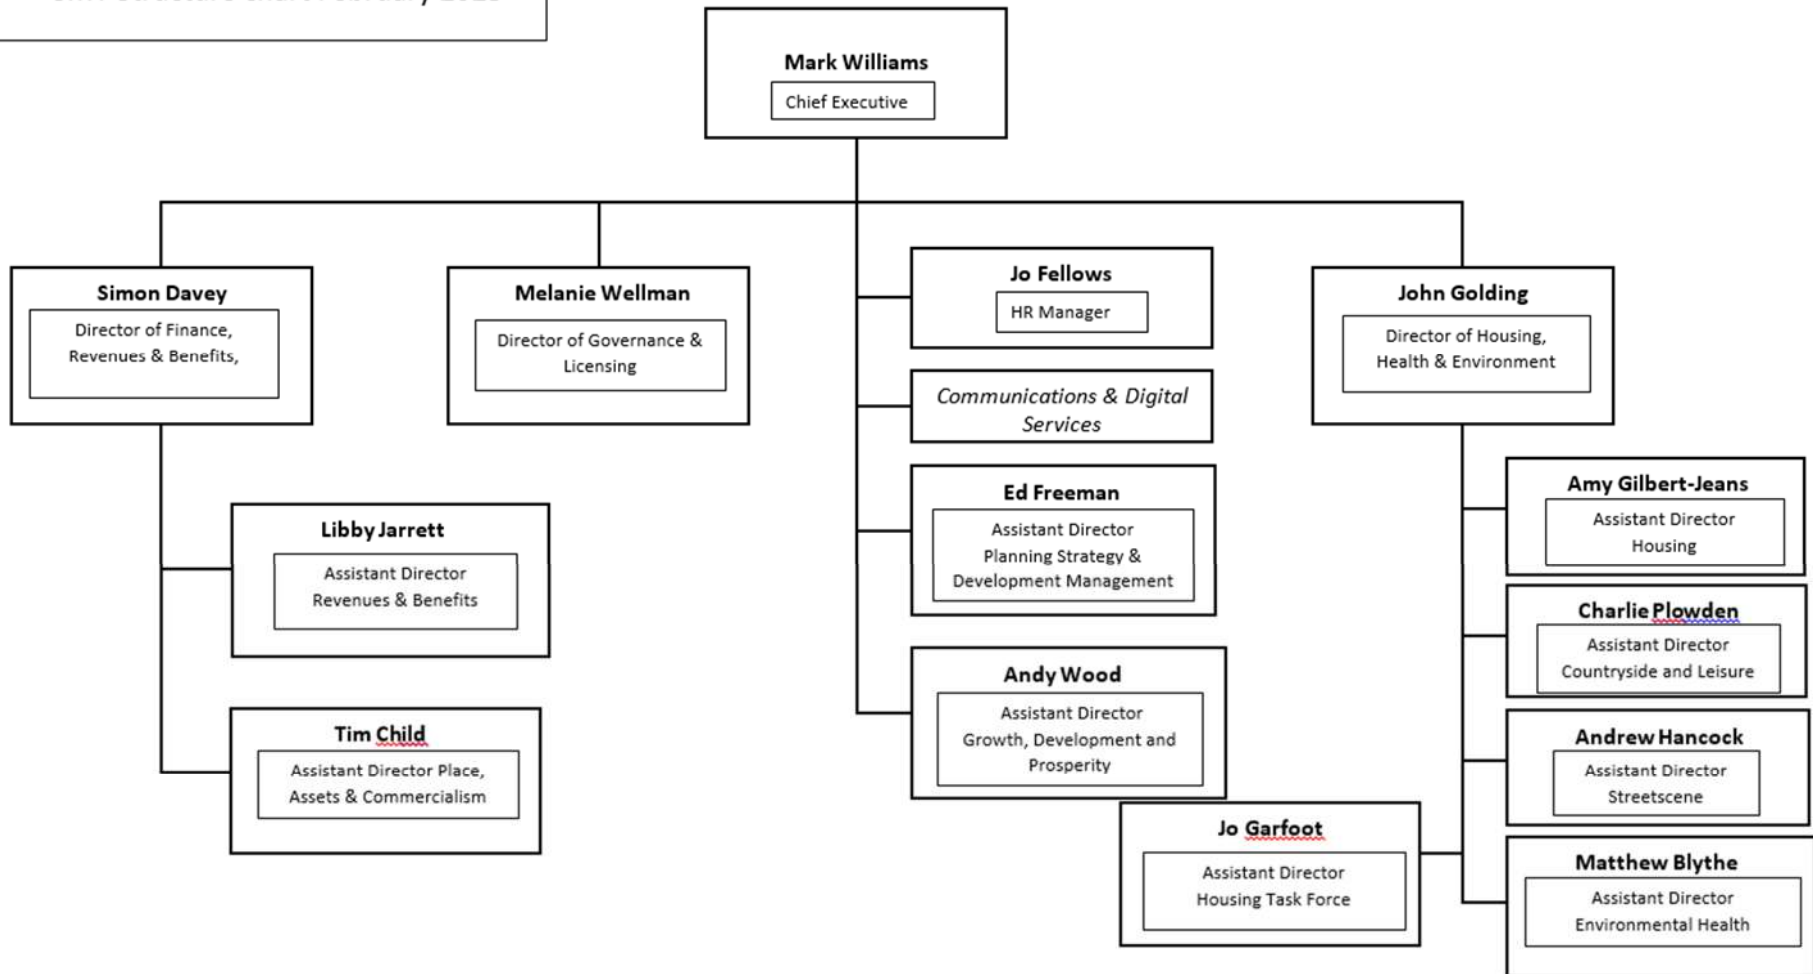 Mark Williams
Chief Executive
Simon Davey
Director of Finance,
Revenues & Benefits,
Melanie Wellman
Director of Governance &
Licensing
Jo Fellows
HR Manager
Communications & Digital
Services
John Golding
Director of Housing,
Health & Environment
Libby Jarrett
Assistant Director
Revenues & Benefits
Tim Child
Assistant Director Place,
Assets & Commercialism
Ed Freeman
Assistant Director
Planning Strategy &
Development Management
Andy Wood
Assistant Director
Growth, Development and
Prosperity
Amy Gilbert-Jeans
Assistant Director
Housing
Charlie Plowden
Assistant Director
Countryside and Leisure
Andrew Hancock
Assistant Director
Streetscene
Jo Garfoot
Assistant Director
Housing Task Force
Matthew Blythe
Assistant Director
Environmental Health